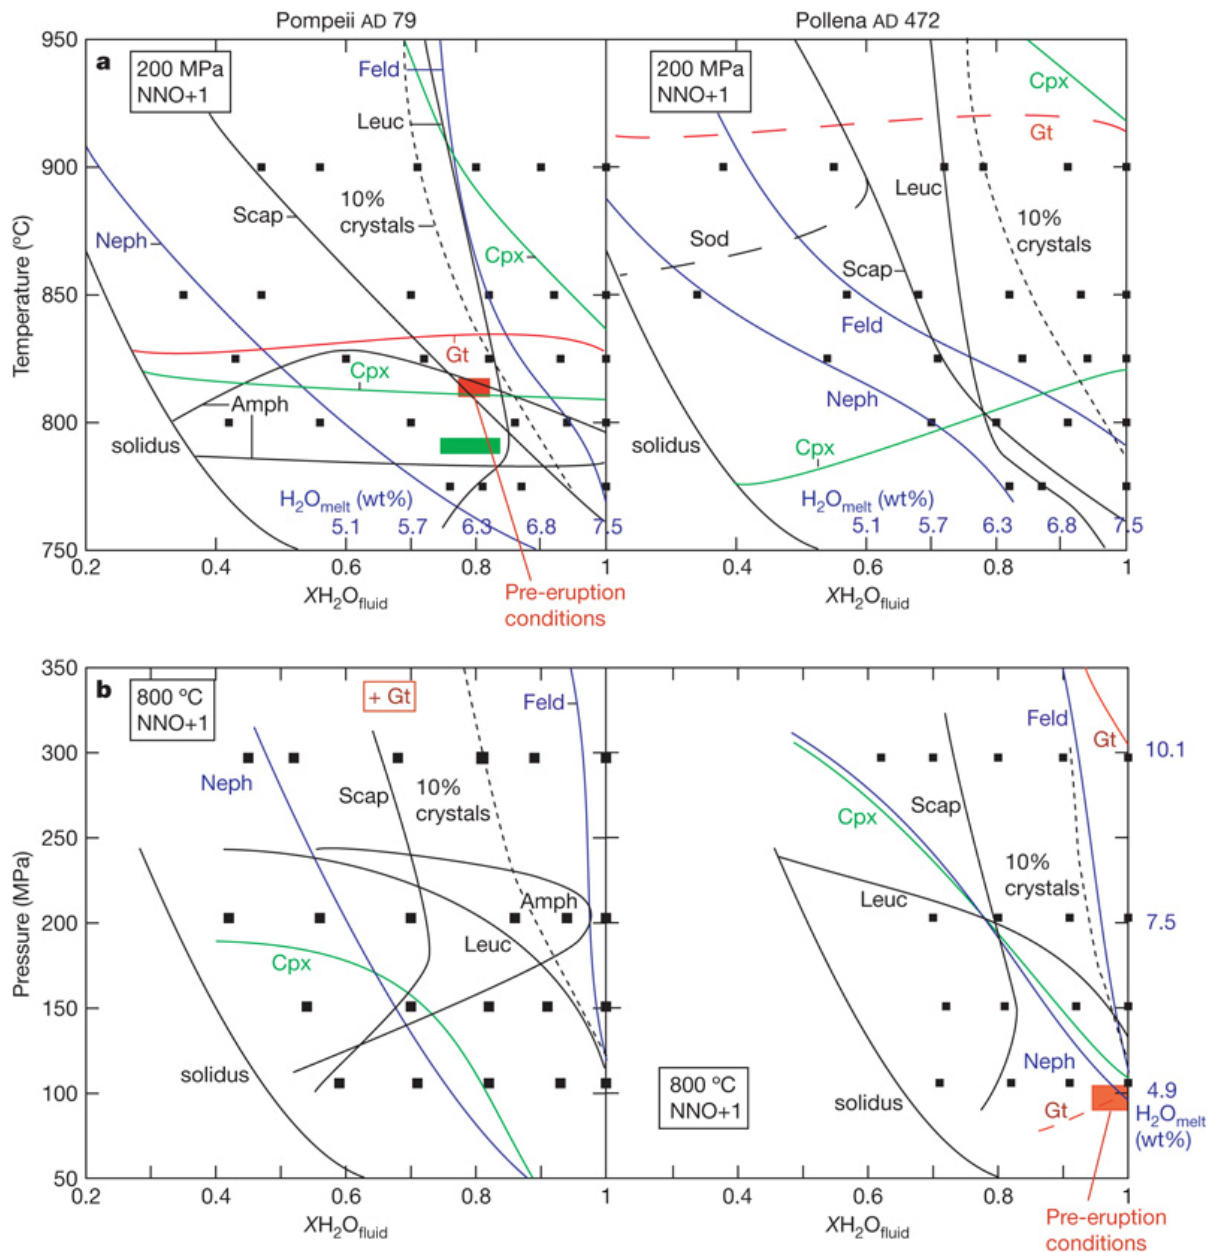 Pompeii AD 79
Pollena AD 472
a
200 MPa
NNO+1
Feld
Leuc
10%
crystals
Scap
Neph
Cpx
Gt
Cpx
Amph
solidus
H₂Omelt (wt%)
5.1 5.7 6.3 6.8 7.5
950
900
850
800
750
Temperature (ºC)
0.2 0.4 0.6 0.8 1
XH₂Ofluid
Pre-eruption
conditions
200 MPa
NNO+1
Cpx
Gt
Leuc
10%
crystals
Sod
Scap
Feld
Neph
solidus
Cpx
H₂Omelt (wt%)
5.1 5.7 6.3 6.8 7.5
0.4 0.6 0.8 1
XH₂Ofluid
b
800 ºC
NNO+1
+ Gt
Feld
Neph
Scap
10%
crystals
Amph
Leuc
Cpx
solidus
350
300
250
200
150
100
50
Pressure (MPa)
0.2 0.4 0.6 0.8 1
XH₂Ofluid
Feld
Gt
10.1
Scap
Cpx
10%
crystals
Leuc
7.5
Neph
800 ºC
NNO+1
solidus
Gt
4.9
H₂Omelt
(wt%)
0.4 0.6 0.8 1
XH₂Ofluid
Pre-eruption
conditions